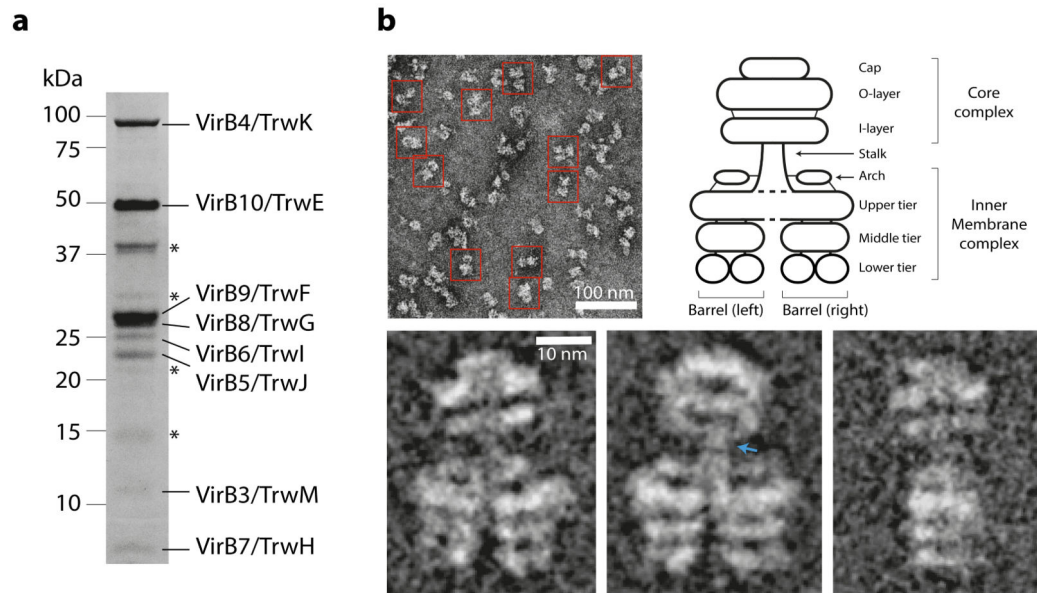 a
kDa
100
75
50
37
25
20
15
10
VirB4/TrwK
VirB10/TrwE
*
*
VirB9/TrwF
VirB8/TrwG
VirB6/TrwI
VirB5/TrwJ
*
*
VirB3/TrwM
VirB7/TrwH
b
100 nm
Cap
O-layer
I-layer
Stalk
Arch
Upper tier
Middle tier
Lower tier
Core
complex
Inner
Membrane
complex
Barrel (left) Barrel (right)
10 nm